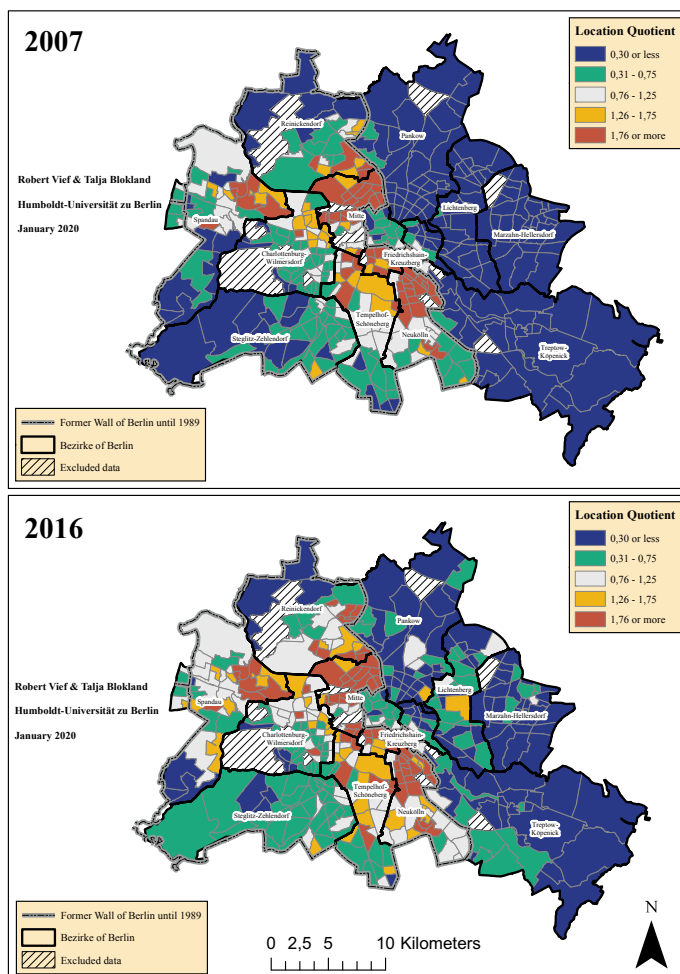 2007
Location Quotient
0,30 or less
0,31 - 0,75
0,76 - 1,25
1,26 - 1,75
1,76 or more
Reinickendorf
Pankow
Robert Vief & Talja Blokland
Humboldt-Universität zu Berlin
January 2020
Spandau
Mitte
Lichtenberg
Marzahn-Hellersdorf
Charlottenburg-
Wilmersdorf
Friedrichshain-
Kreuzberg
Tempelhof-
Schöneberg
Steglitz-Zehlendorf
Neukölln
Treptow-
Köpenick
Former Wall of Berlin until 1989
Bezirke of Berlin
Excluded data
2016
Location Quotient
0,30 or less
0,31 - 0,75
0,76 - 1,25
1,26 - 1,75
1,76 or more
Reinickendorf
Pankow
Robert Vief & Talja Blokland
Humboldt-Universität zu Berlin
January 2020
Spandau
Mitte
Lichtenberg
Marzahn-Hellersdorf
Charlottenburg-
Wilmersdorf
Friedrichshain-
Kreuzberg
Tempelhof-
Schöneberg
Steglitz-Zehlendorf
Neukölln
Treptow-
Köpenick
Former Wall of Berlin until 1989
Bezirke of Berlin
Excluded data
0 2,5 5 10 Kilometers
N